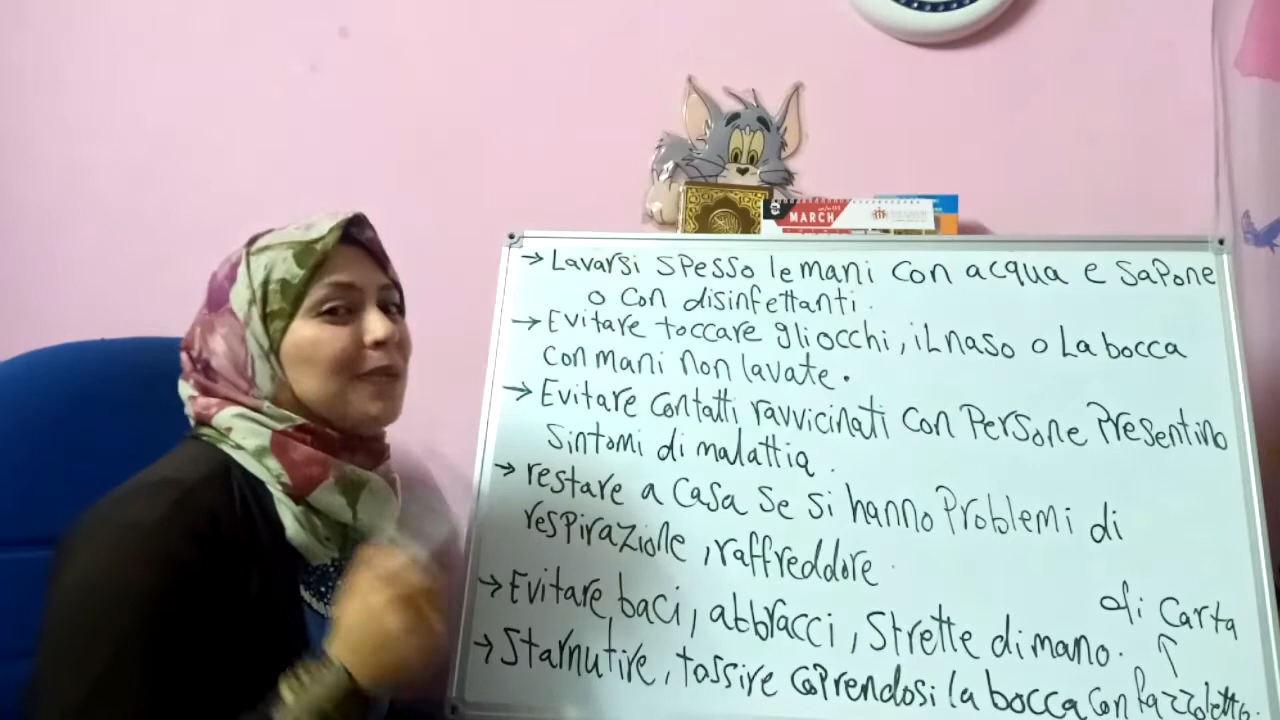 MARCH
→ Lavarsi spesso le mani con acqua e sapone
o con disinfettanti.
→ Evitare toccare gli occhi, il naso o la bocca
con mani non lavate.
→ Evitare contatti ravvicinati con persone presentino
sintomi di malattia.
→ restare a casa se si hanno problemi di
respirazione, raffreddore.
→ Evitare baci, abbracci, strette di mano.
di carta
→ Starnutire, tossire coprendosi la bocca con fazzoletto.